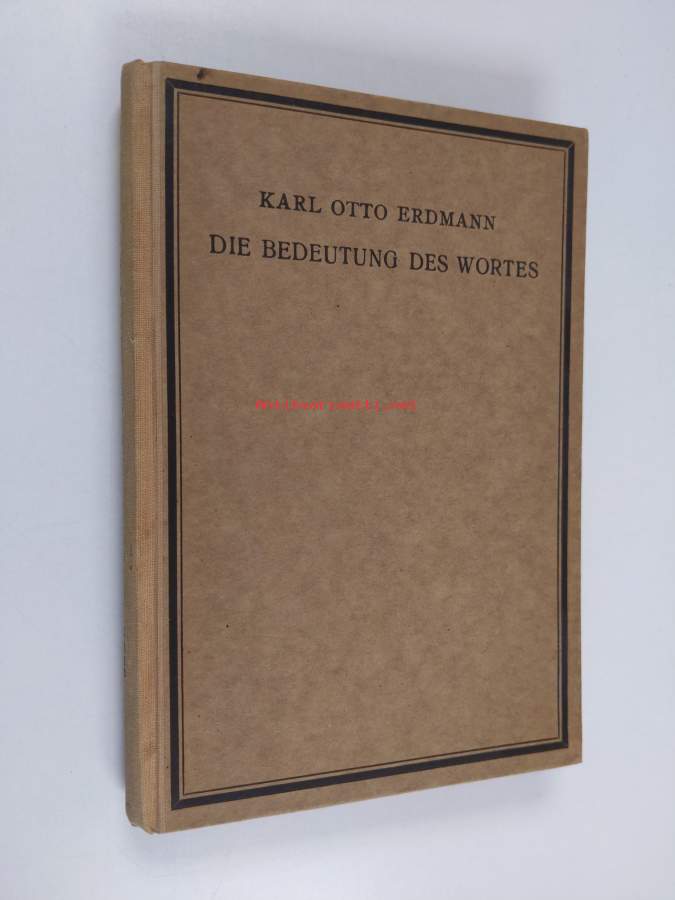 KARL OTTO ERDMANN
DIE BEDEUTUNG DES WORTES